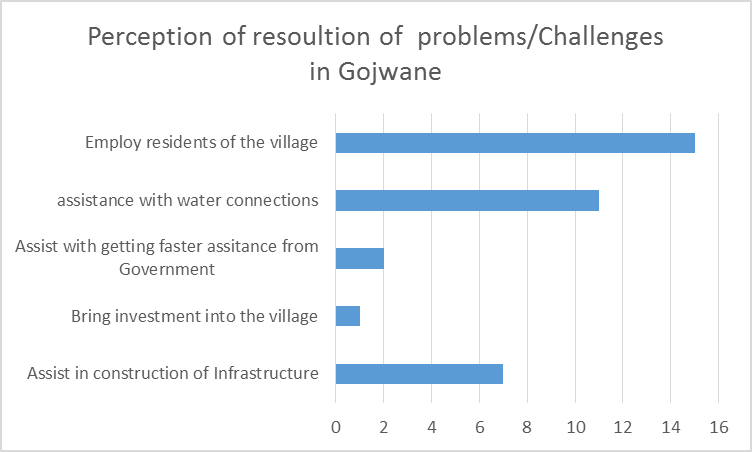 Perception of resoultion of  problems/Challenges
in Gojwane
Employ residents of the village
assistance with water connections
Assist with getting faster assitance from
Government
Bring investment into the village
Assist in construction of Infrastructure
0 2 4 6 8 10 12 14 16